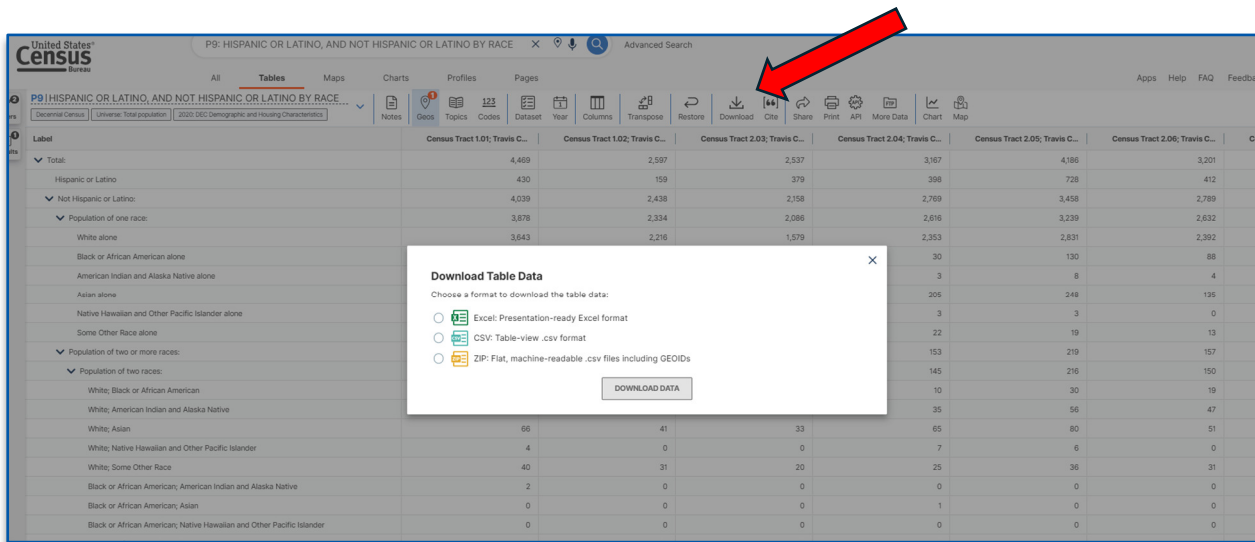 United States®
Census
Bureau
P9: HISPANIC OR LATINO, AND NOT HISPANIC OR LATINO BY RACE Advanced Search
All Tables Maps Charts Profiles Pages Apps Help FAQ Feedba
P9 | HISPANIC OR LATINO, AND NOT HISPANIC OR LATINO BY RACE
Decennial Census Universe: Total population 2020: DEC Demographic and Housing Characteristics
Notes Geos 1 Topics 123 Codes Dataset Year Columns Transpose Restore Download Cite Share Print API More Data Chart Map
Label Census Tract 1.01; Travis C... Census Tract 1.02; Travis C... Census Tract 2.03; Travis C... Census Tract 2.04; Travis C... Census Tract 2.05; Travis C... Census Tract 2.06; Travis C... C
Total: 4,469 2,597 2,537 3,167 4,186 3,201
Hispanic or Latino 430 159 379 398 728 412
Not Hispanic or Latino: 4,039 2,438 2,158 2,769 3,458 2,789
Population of one race: 3,878 2,334 2,086 2,616 3,239 2,632
White alone 3,643 2,216 1,579 2,353 2,831 2,392
Black or African American alone 30 130 88
American Indian and Alaska Native alone 3 8 4
Asian alone 205 248 135
Native Hawaiian and Other Pacific Islander alone 3 3 0
Some Other Race alone 22 19 13
Population of two or more races: 153 219 157
Population of two races: 145 216 150
White; Black or African American 10 30 19
White; American Indian and Alaska Native 35 56 47
White; Asian 66 41 33 65 80 51
White; Native Hawaiian and Other Pacific Islander 4 0 0 7 6 0
White; Some Other Race 40 31 20 25 36 31
Black or African American; American Indian and Alaska Native 2 0 0 0 0 0
Black or African American; Asian 0 0 0 1 0 0
Black or African American; Native Hawaiian and Other Pacific Islander 0 0 0 0 0 0
Download Table Data
Choose a format to download the table data:
Excel: Presentation-ready Excel format
CSV: Table-view .csv format
ZIP: Flat, machine-readable .csv files including GEOIDs
DOWNLOAD DATA